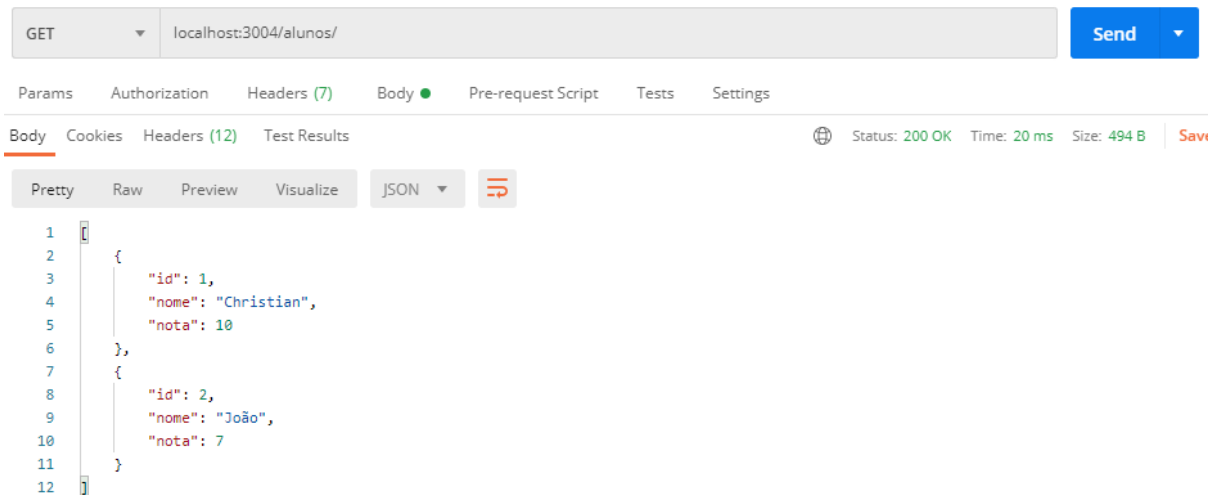 GET localhost:3004/alunos/ Send
Params Authorization Headers (7) Body Pre-request Script Tests Settings
Body Cookies Headers (12) Test Results Status: 200 OK Time: 20 ms Size: 494 B Save
Pretty Raw Preview Visualize JSON
1 [
2 {
3 "id": 1,
4 "nome": "Christian",
5 "nota": 10
6 },
7 {
8 "id": 2,
9 "nome": "João",
10 "nota": 7
11 }
12 ]